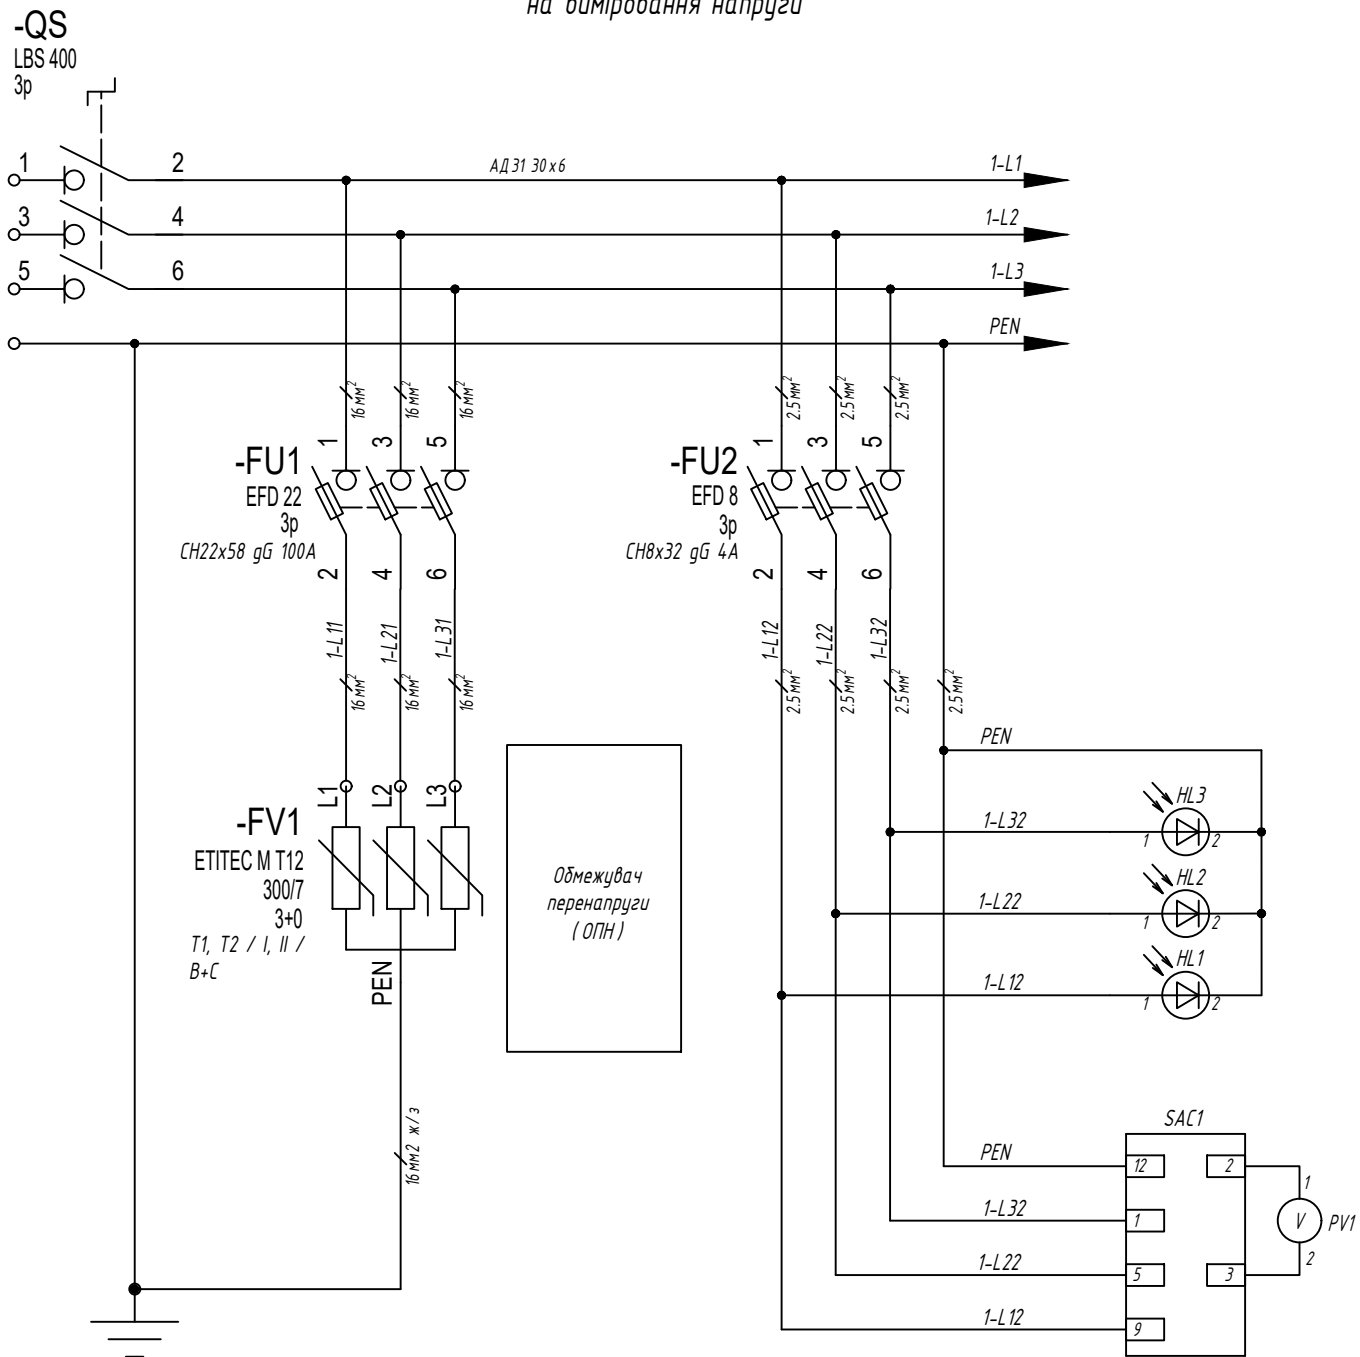 на вимірювання напруги
-QS
LBS 400
3p
1
2
АД31 30x6
1-L1
3
4
1-L2
5
6
1-L3
PEN
16 мм²
16 мм²
16 мм²
2.5 мм²
2.5 мм²
2.5 мм²
-FU1
EFD 22
3p
CH22x58 gG 100A
1
3
5
2
4
6
-FU2
EFD 8
3p
CH8x32 gG 4A
1
3
5
2
4
6
1-L11
1-L21
1-L31
1-L12
1-L22
1-L32
16 мм²
16 мм²
16 мм²
2.5 мм²
2.5 мм²
2.5 мм²
2.5 мм²
PEN
L1
L2
L3
-FV1
ETITEC M T12
300/7
3+0
T1, T2 / I, II /
B+C
PEN
Обмежувач
перенапруги
( ОПН )
1-L32
1
HL3
2
1-L22
1
HL2
2
1-L12
1
HL1
2
16 мм2 ж/з
SAC1
PEN
12
2
1
1-L32
1
V
PV1
1-L22
5
3
2
1-L12
9